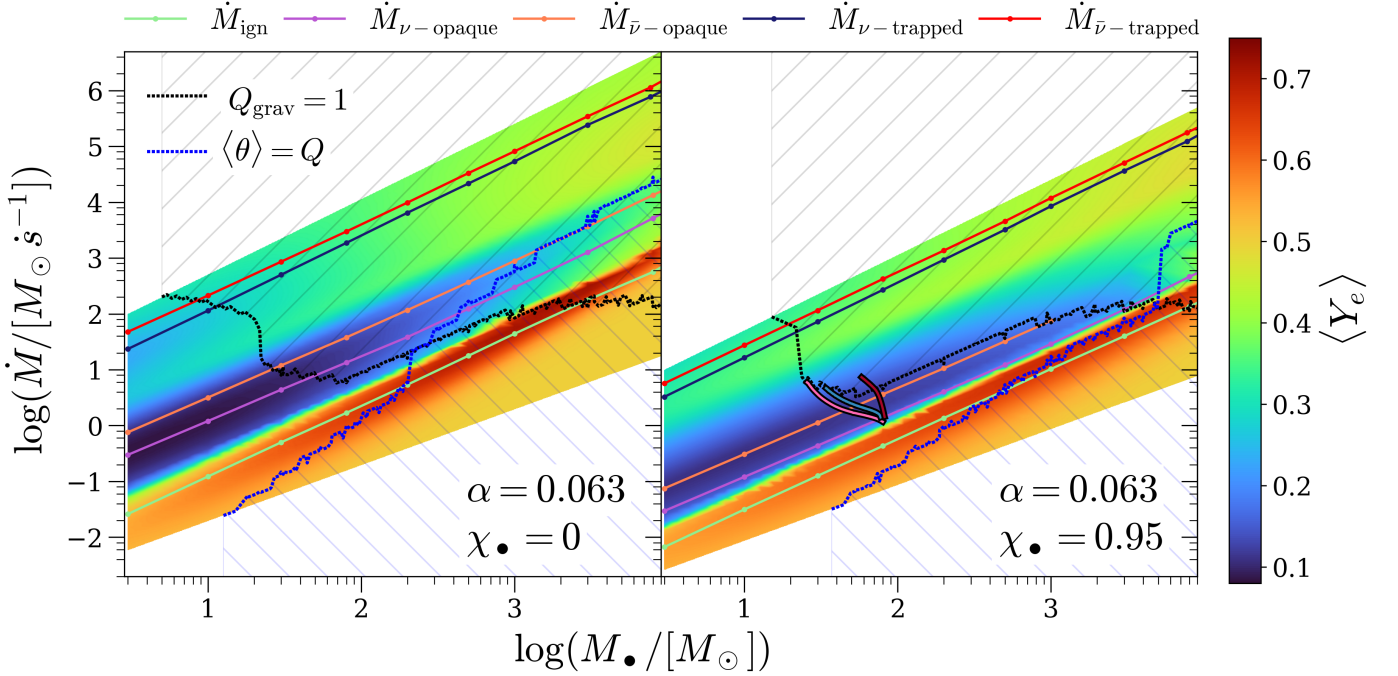 Ṁ_ign Ṁ_ν−opaque Ṁ_ν̄−opaque Ṁ_ν−trapped Ṁ_ν̄−trapped
Q_grav = 1
⟨θ⟩ = Q
log(Ṁ/[M_⊙ ṡ⁻¹])
6
5
4
3
2
1
0
−1
−2
α = 0.063
χ_• = 0
α = 0.063
χ_• = 0.95
1 2 3
1 2 3
log(M_•/[M_⊙])
0.7
0.6
0.5
0.4
0.3
0.2
0.1
⟨Y_e⟩